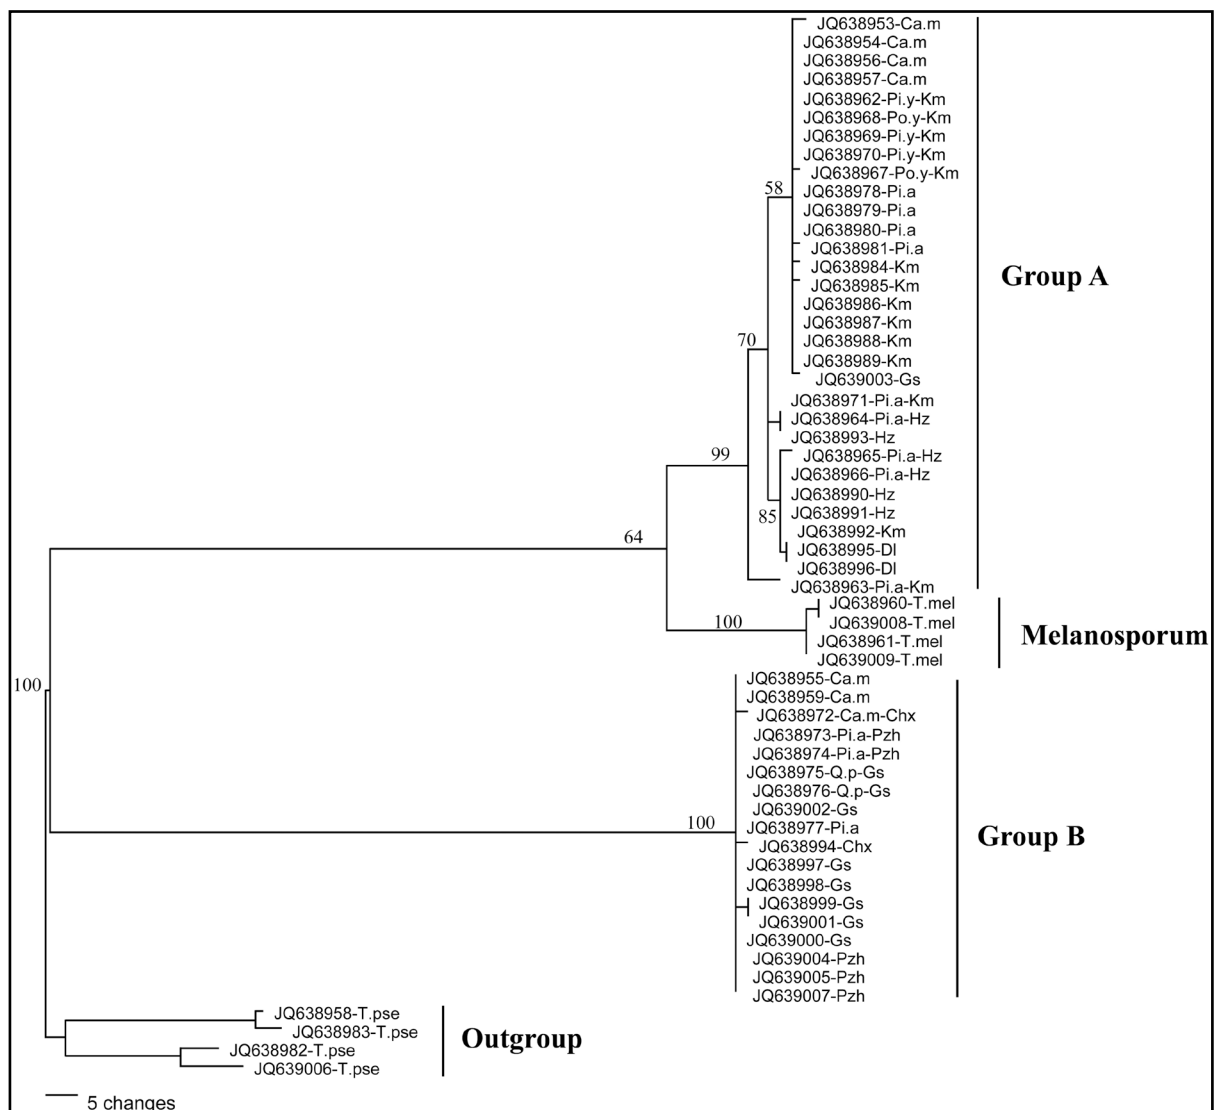 JQ638953-Ca.m
JQ638954-Ca.m
JQ638956-Ca.m
JQ638957-Ca.m
JQ638962-Pi.y-Km
JQ638968-Po.y-Km
JQ638969-Pi.y-Km
JQ638970-Pi.y-Km
JQ638967-Po.y-Km
58
JQ638978-Pi.a
JQ638979-Pi.a
JQ638980-Pi.a
JQ638981-Pi.a
JQ638984-Km
Group A
JQ638985-Km
JQ638986-Km
JQ638987-Km
70
JQ638988-Km
JQ638989-Km
JQ639003-Gs
JQ638971-Pi.a-Km
JQ638964-Pi.a-Hz
JQ638993-Hz
99
JQ638965-Pi.a-Hz
JQ638966-Pi.a-Hz
JQ638990-Hz
85
JQ638991-Hz
64
JQ638992-Km
JQ638995-Dl
JQ638996-Dl
JQ638963-Pi.a-Km
JQ638960-T.mel
100
JQ639008-T.mel
Melanosporum
JQ638961-T.mel
JQ639009-T.mel
100
JQ638955-Ca.m
JQ638959-Ca.m
JQ638972-Ca.m-Chx
JQ638973-Pi.a-Pzh
JQ638974-Pi.a-Pzh
JQ638975-Q.p-Gs
JQ638976-Q.p-Gs
JQ639002-Gs
100
JQ638977-Pi.a
Group B
JQ638994-Chx
JQ638997-Gs
JQ638998-Gs
JQ638999-Gs
JQ639001-Gs
JQ639000-Gs
JQ639004-Pzh
JQ639005-Pzh
JQ639007-Pzh
JQ638958-T.pse
JQ638983-T.pse
Outgroup
JQ638982-T.pse
JQ639006-T.pse
5 changes